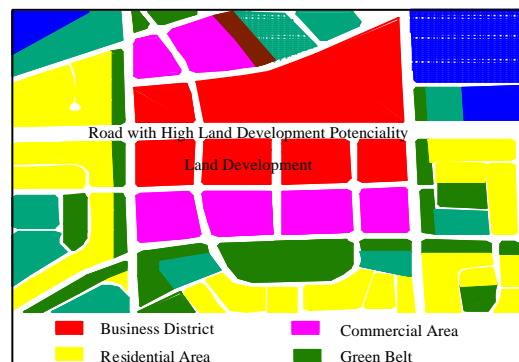 Road with High Land Development Potenciality
Land Development
Business District
Commercial Area
Residential Area
Green Belt